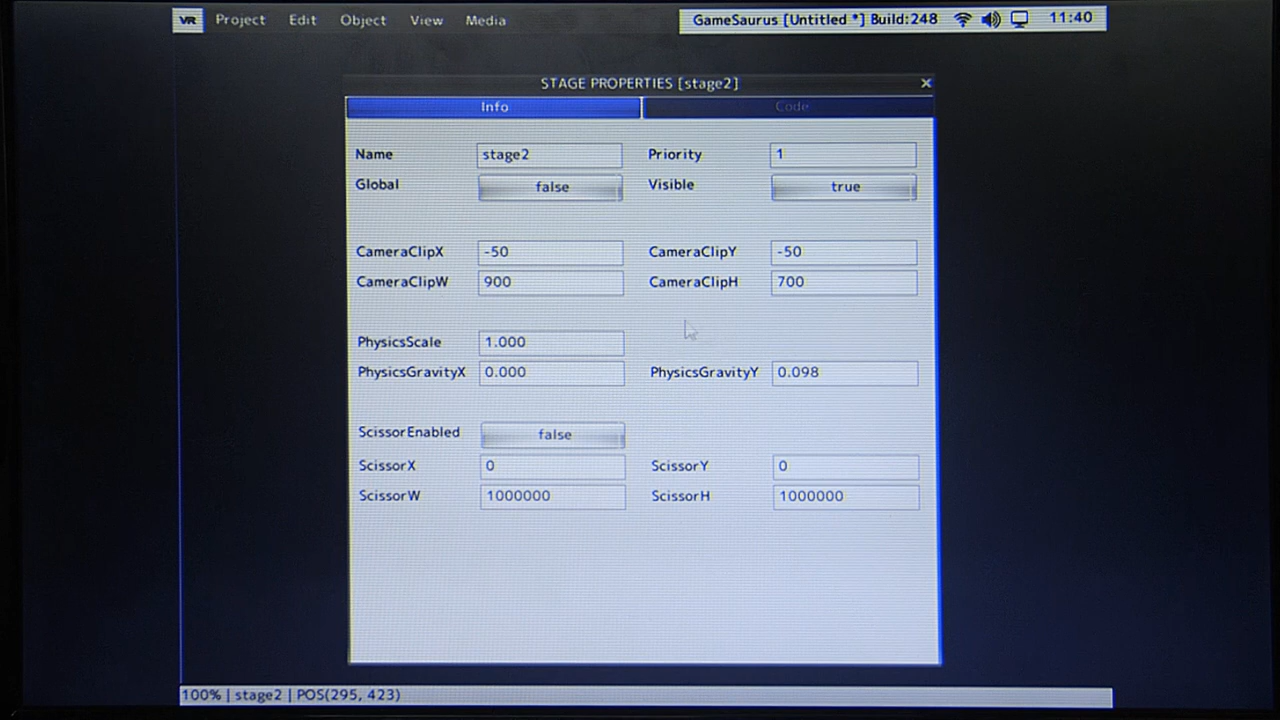 VR Project Edit Object View Media GameSaurus [Untitled *] Build:248 11:40
STAGE PROPERTIES [stage2] ×
Info Code
Name stage2 Priority 1
Global false Visible true
CameraClipX -50 CameraClipY -50
CameraClipW 900 CameraClipH 700
PhysicsScale 1.000
PhysicsGravityX 0.000 PhysicsGravityY 0.098
ScissorEnabled false
ScissorX 0 ScissorY 0
ScissorW 1000000 ScissorH 1000000
100% | stage2 | POS(295, 423)